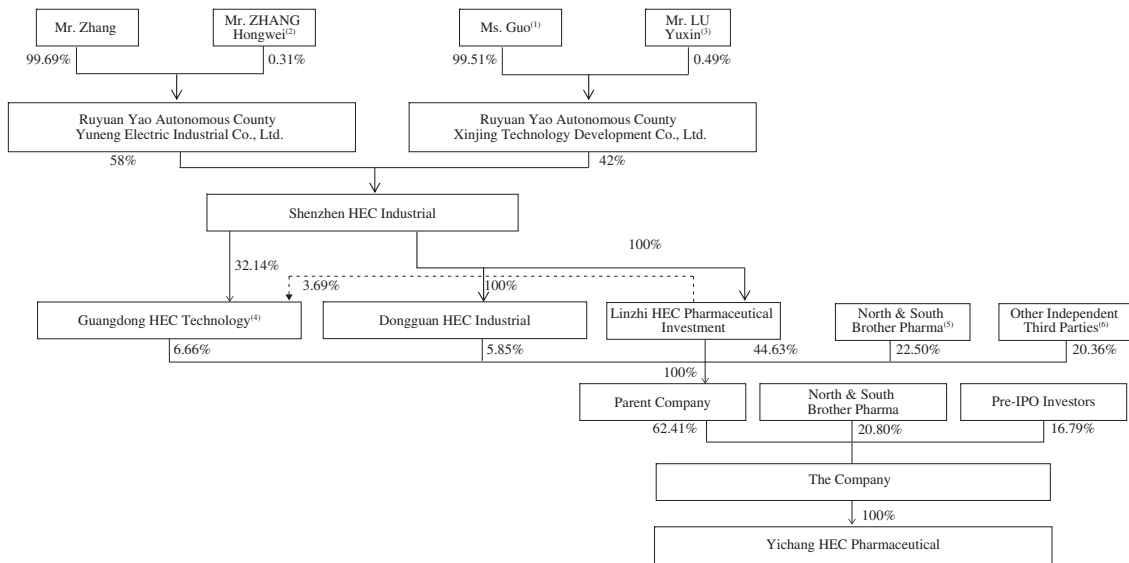 Mr. Zhang
Mr. ZHANG
Hongwei(2)
Ms. Guo(1)
Mr. LU
Yuxin(3)
99.69%
0.31%
99.51%
0.49%
Ruyuan Yao Autonomous County
Yuneng Electric Industrial Co., Ltd.
Ruyuan Yao Autonomous County
Xinjing Technology Development Co., Ltd.
58%
42%
Shenzhen HEC Industrial
100%
32.14%
3.69%
100%
Guangdong HEC Technology(4)
Dongguan HEC Industrial
Linzhi HEC Pharmaceutical
Investment
North & South
Brother Pharma(5)
Other Independent
Third Parties(6)
6.66%
5.85%
44.63%
22.50%
20.36%
100%
Parent Company
North & South
Brother Pharma
Pre-IPO Investors
62.41%
20.80%
16.79%
The Company
100%
Yichang HEC Pharmaceutical